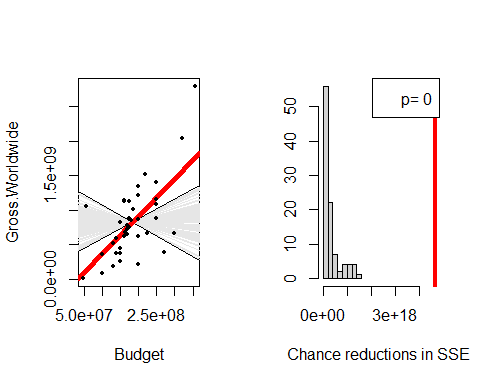 Gross.Worldwide
0.0e+00
1.5e+09
5.0e+07
2.5e+08
Budget
p= 0
0
10
20
30
40
50
0e+00
3e+18
Chance reductions in SSE